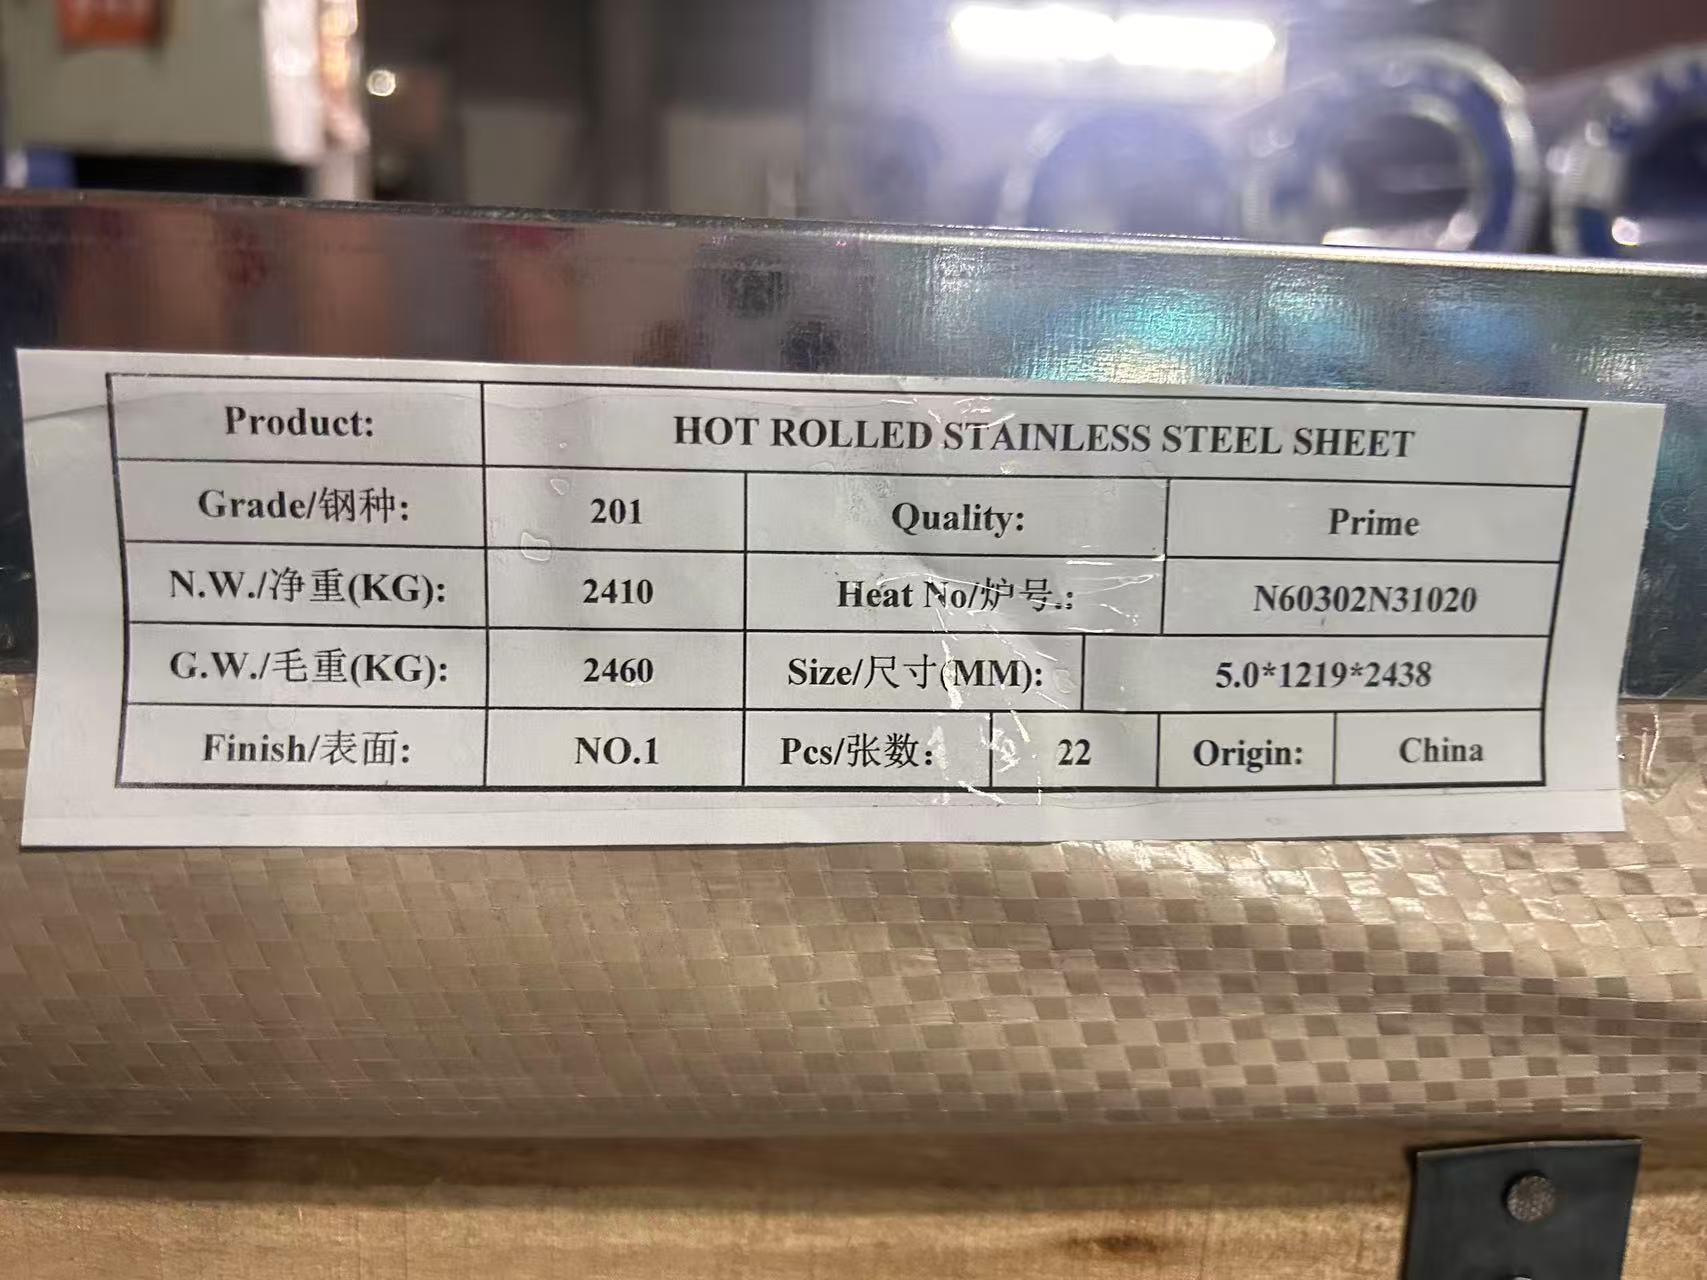 Product: HOT ROLLED STAINLESS STEEL SHEET
Grade/钢种: 201 Quality: Prime
N.W./净重(KG): 2410 Heat No/炉号.: N60302N31020
G.W./毛重(KG): 2460 Size/尺寸(MM): 5.0*1219*2438
Finish/表面: NO.1 Pcs/张数： 22 Origin: China